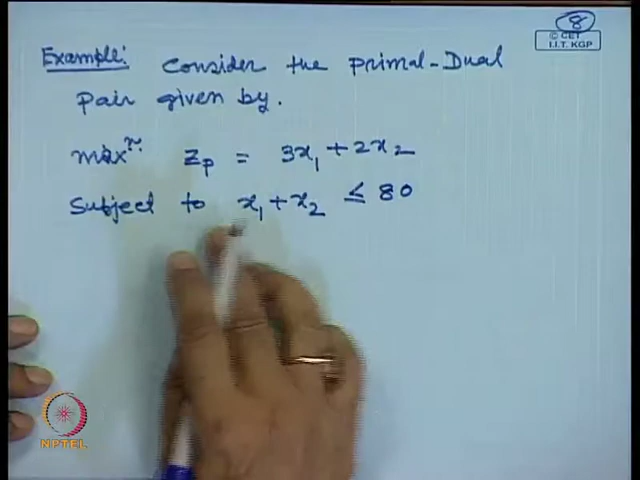 8
© CET
I.I.T. KGP
Example: Consider the primal-Dual
pair given by.
maxᵐ. zₚ = 3x₁ + 2x₂
Subject to x₁ + x₂ ≤ 80
NPTEL